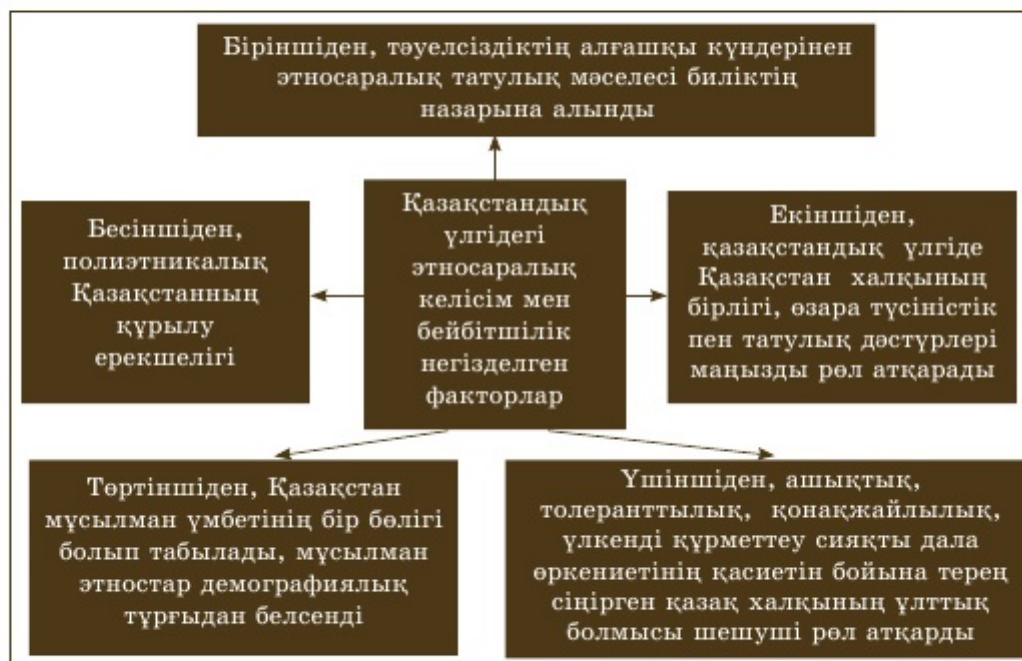 Біріншіден, тәуелсіздіктің алғашқы күндерінен
этносаралық татулық мәселесі биліктің
назарына алынды
Қазақстандық
үлгідегі
этносаралық
келісім мен
бейбітшілік
негізделген
факторлар
Екіншіден,
қазақстандық үлгіде
Қазақстан халқының
бірлігі, өзара түсіністік
пен татулық дәстүрлері
маңызды рөл атқарады
Үшіншіден, ашықтық,
толеранттылық, қонақжайлылық,
үлкенді құрметтеу сияқты дала
өркениетінің қасиетін бойына терең
сіңірген қазақ халқының ұлттық
болмысы шешуші рөл атқарды
Төртіншіден, Қазақстан
мұсылман үмбетінің бір бөлігі
болып табылады, мұсылман
этностар демографиялық
тұрғыдан белсенді
Бесіншіден,
полиэтникалық
Қазақстанның
құрылу
ерекшелігі